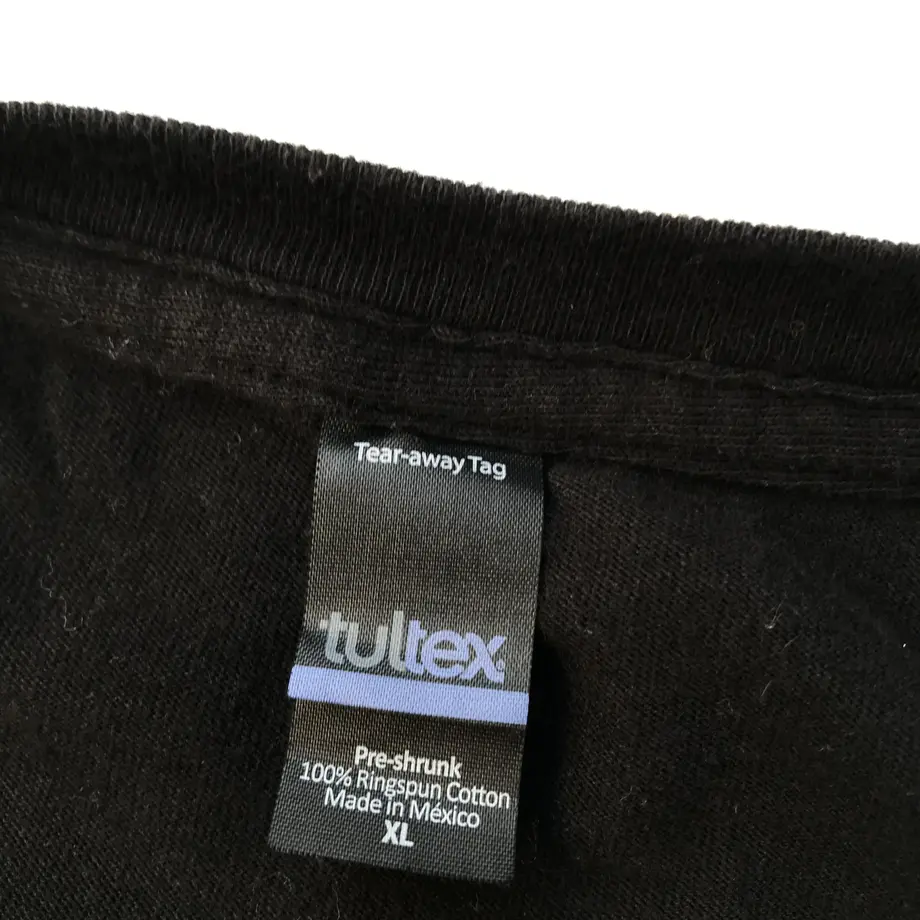 Tear-away Tag
tultex
Pre-shrunk
100% Ringspun Cotton
Made in México
XL